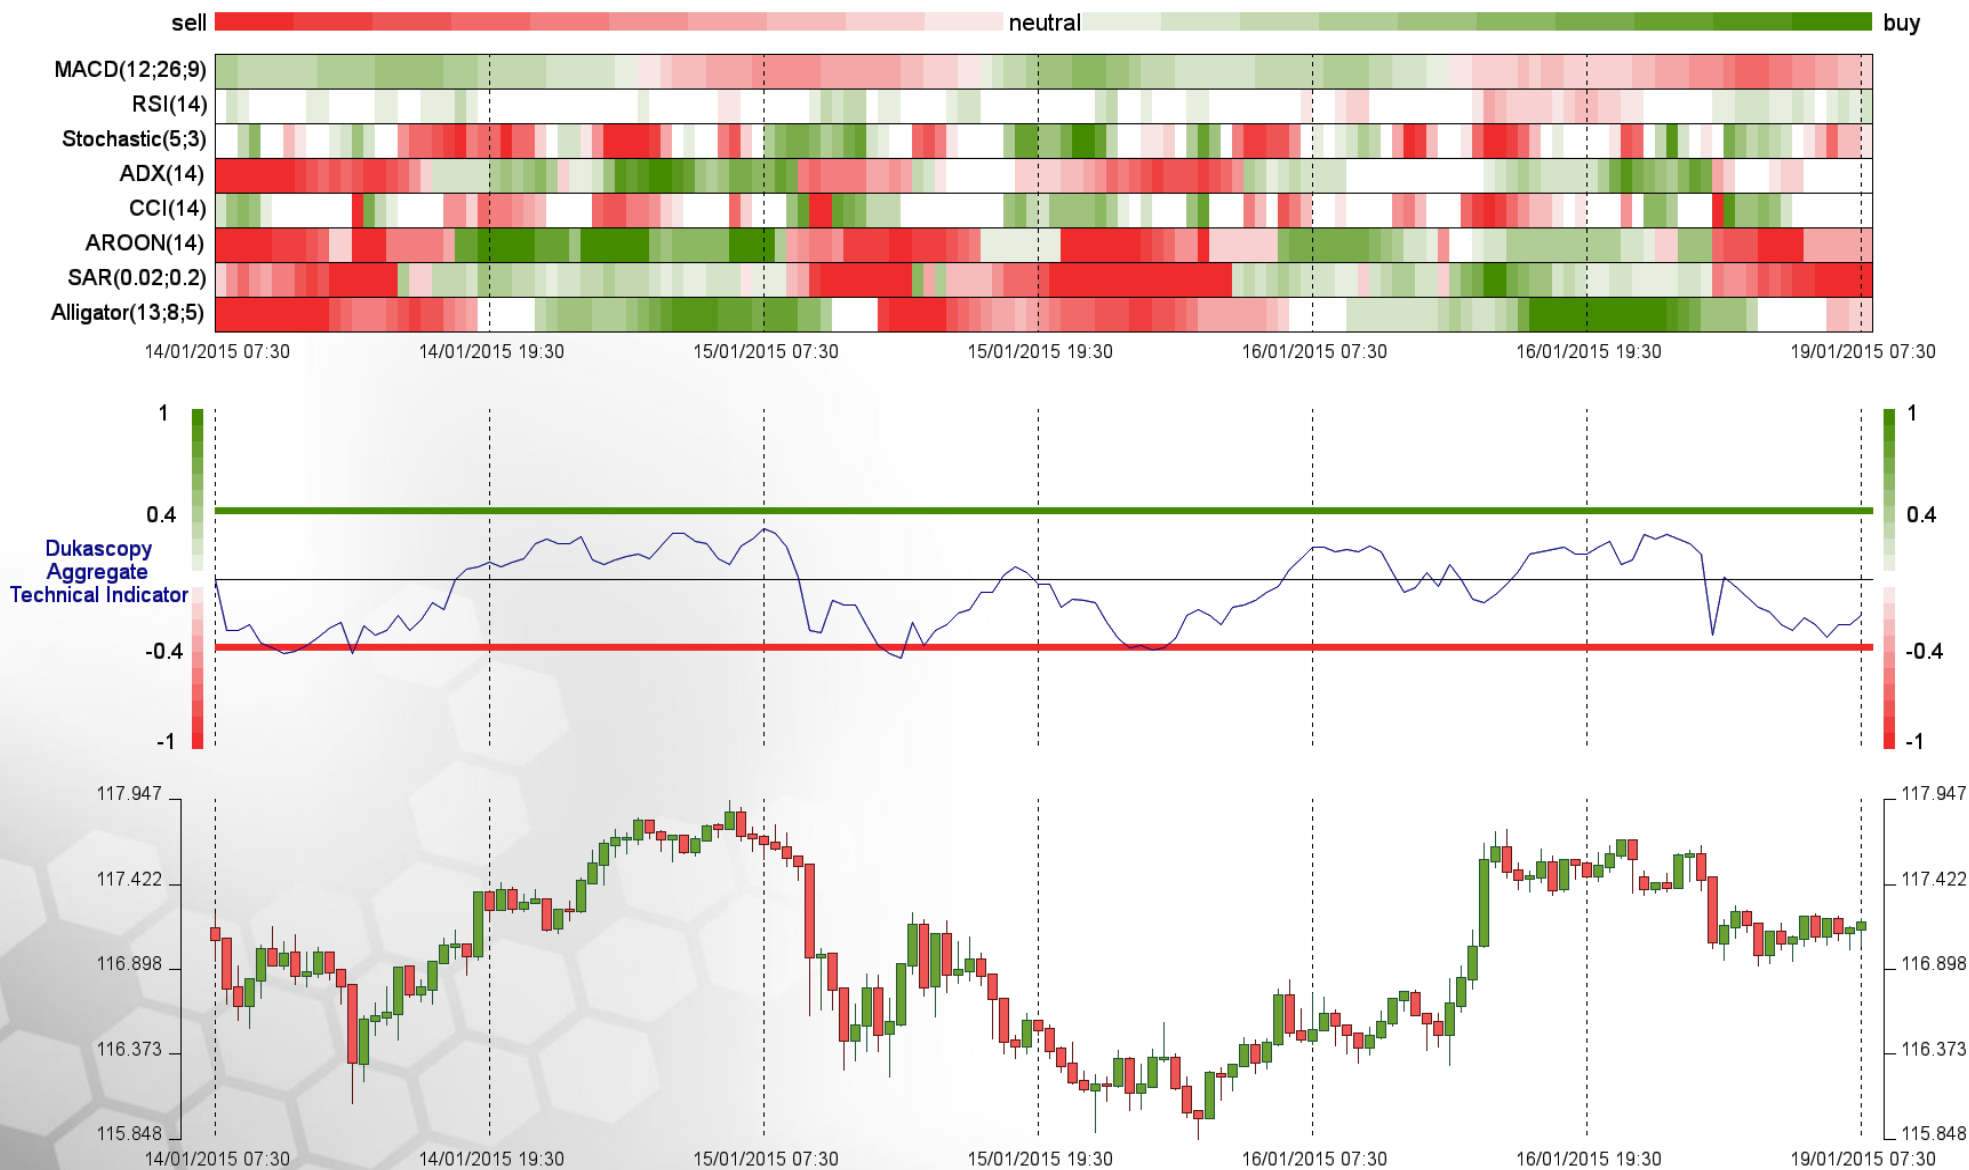 sell neutral buy
MACD(12;26;9)
RSI(14)
Stochastic(5;3)
ADX(14)
CCI(14)
AROON(14)
SAR(0.02;0.2)
Alligator(13;8;5)
14/01/2015 07:30 14/01/2015 19:30 15/01/2015 07:30 15/01/2015 19:30 16/01/2015 07:30 16/01/2015 19:30 19/01/2015 07:30
1 1
0.4 0.4
Dukascopy
Aggregate
Technical Indicator
-0.4 -0.4
-1 -1
117.947 117.947
117.422 117.422
116.898 116.898
116.373 116.373
115.848 115.848
14/01/2015 07:30 14/01/2015 19:30 15/01/2015 07:30 15/01/2015 19:30 16/01/2015 07:30 16/01/2015 19:30 19/01/2015 07:30